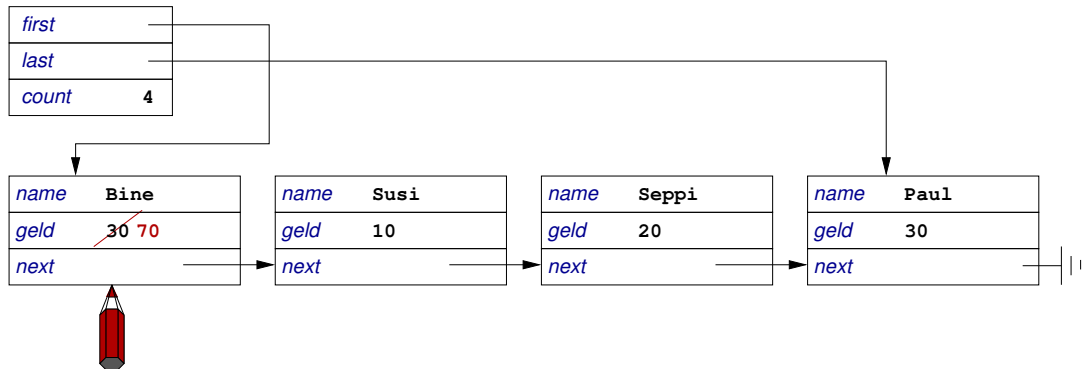 first
last
count 4
name Bine name Susi name Seppi name Paul
geld 30 70 geld 10 geld 20 geld 30
next next next next